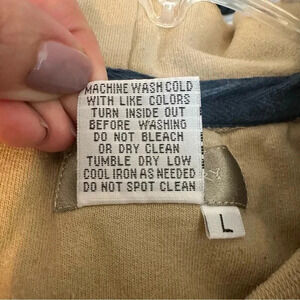 MACHINE WASH COLD
WITH LIKE COLORS
TURN INSIDE OUT
BEFORE WASHING
DO NOT BLEACH
OR DRY CLEAN
TUMBLE DRY LOW
COOL IRON AS NEEDED
DO NOT SPOT CLEAN
L